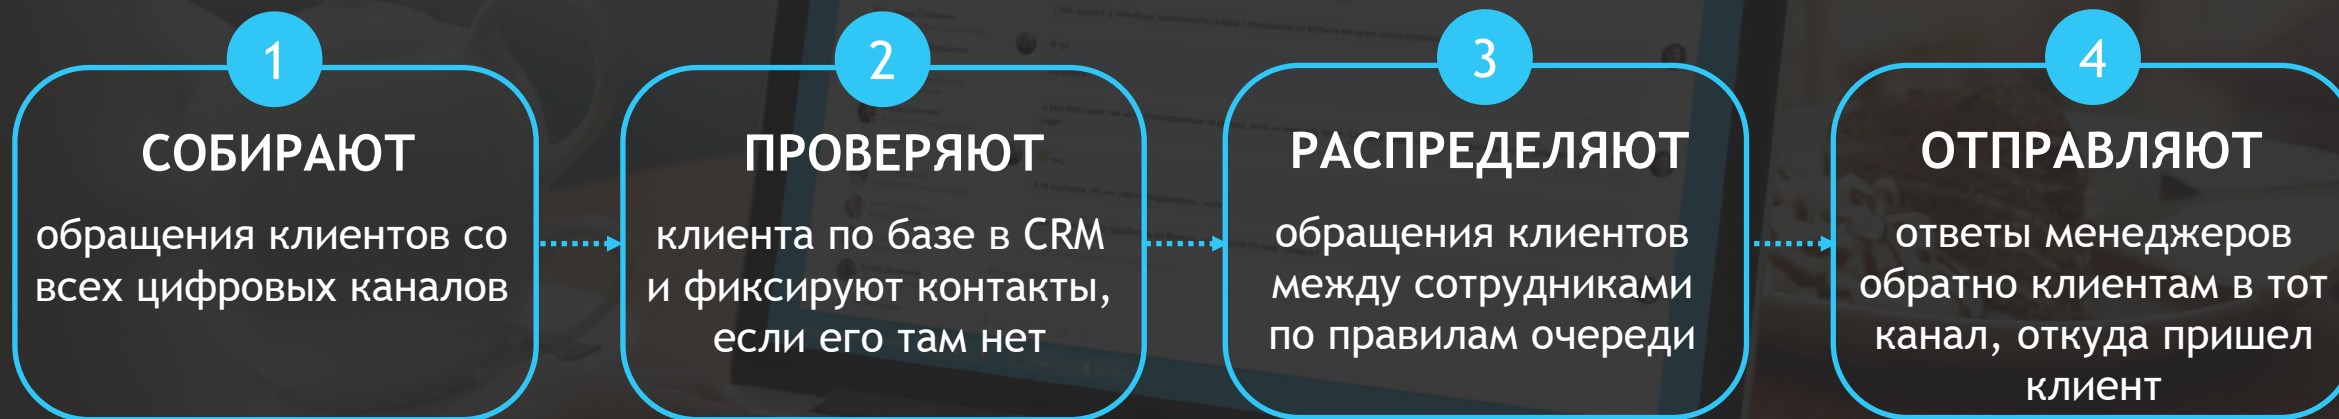 1
СОБИРАЮТ
обращения клиентов со
всех цифровых каналов
2
ПРОВЕРЯЮТ
клиента по базе в CRM
и фиксируют контакты,
если его там нет
3
РАСПРЕДЕЛЯЮТ
обращения клиентов
между сотрудниками
по правилам очереди
4
ОТПРАВЛЯЮТ
ответы менеджеров
обратно клиентам в тот
канал, откуда пришел
клиент